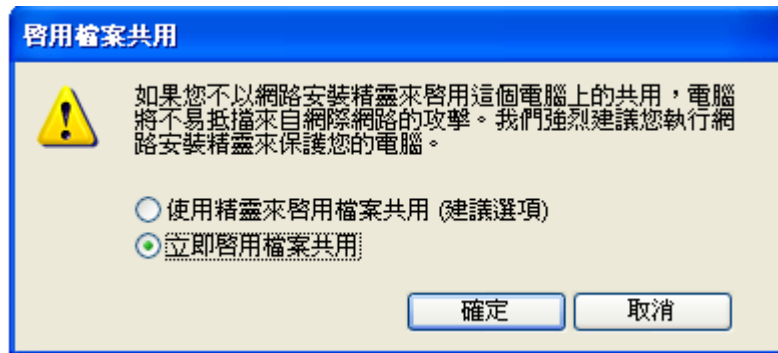 啓用檔案共用
如果您不以網路安裝精靈來啓用這個電腦上的共用，電腦
將不易抵擋來自網際網路的攻擊。我們強烈建議您執行網
路安裝精靈來保護您的電腦。
使用精靈來啓用檔案共用 (建議選項)
立即啓用檔案共用
確定 取消